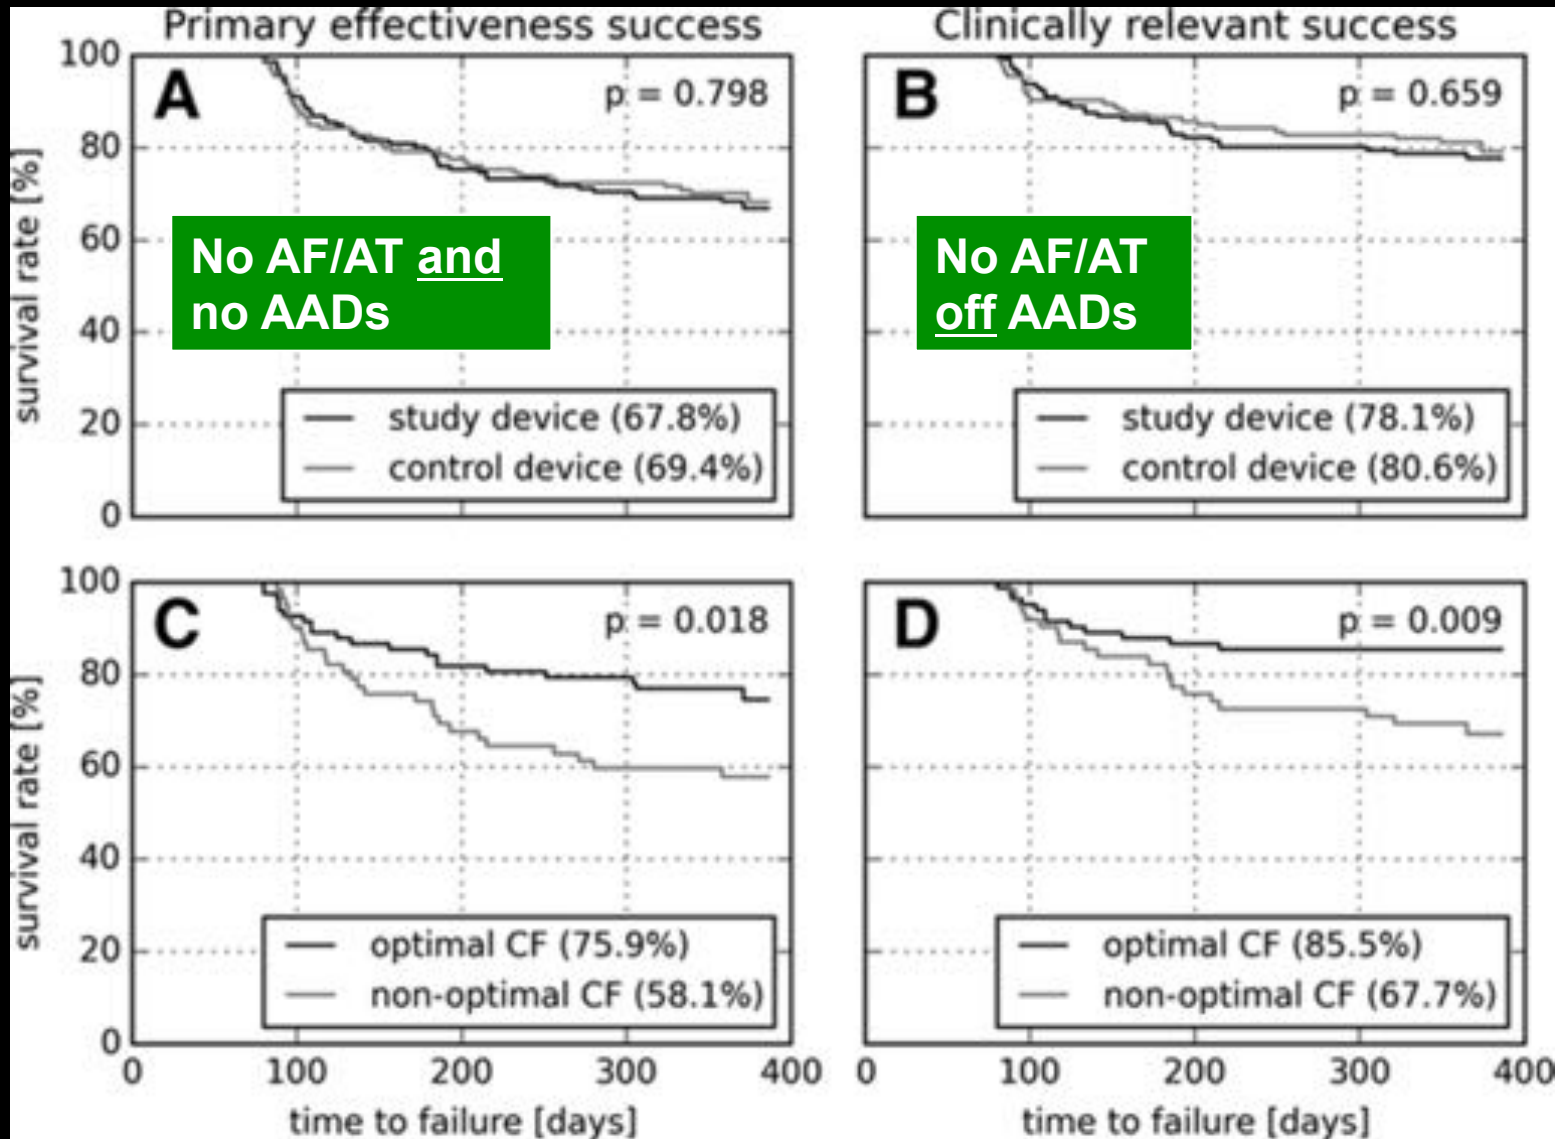 Primary effectiveness success
Clinically relevant success
A
p = 0.798
No AF/AT and
no AADs
study device (67.8%)
control device (69.4%)
survival rate [%]
100
80
60
40
20
0
B
p = 0.659
No AF/AT
off AADs
study device (78.1%)
control device (80.6%)
C
p = 0.018
optimal CF (75.9%)
non-optimal CF (58.1%)
survival rate [%]
100
80
60
40
20
0
0 100 200 300 400
time to failure [days]
D
p = 0.009
optimal CF (85.5%)
non-optimal CF (67.7%)
0 100 200 300 400
time to failure [days]